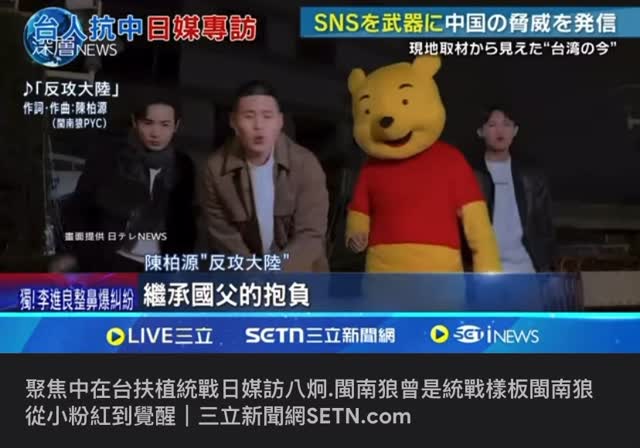 台人抗中日媒專訪
深層NEWS
SNSを武器に中国の脅威を発信
現地取材から見えた“台湾の今”
♪「反攻大陸」
作詞・作曲:陳柏源
(閩南狼PYC)
畫面提供 日テレNEWS
陳柏源"反攻大陸"
獨!李進良整鼻爆糾紛
繼承國父的抱負
LIVE三立
SETN三立新聞網
SETi NEWS
聚焦中在台扶植統戰日媒訪八炯.閩南狼曾是統戰樣板閩南狼
從小粉紅到覺醒｜三立新聞網SETN.com